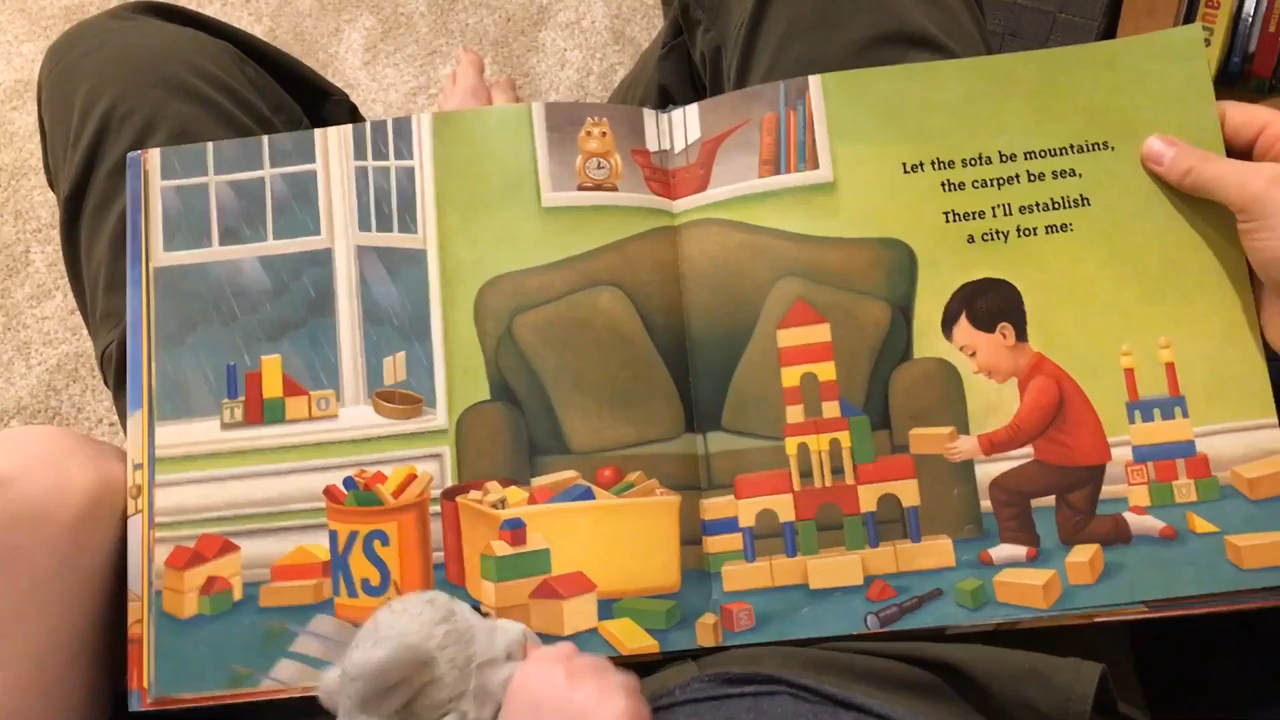 Let the sofa be mountains,
the carpet be sea,
There I'll establish
a city for me:
KS
T
O
M